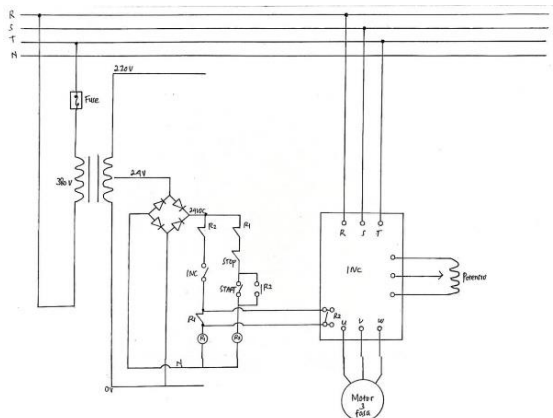 R
S
T
N
Fuse
220V
380V
24V
24VDC
R2
R1
INC
STOP
START
R2
R1
R1
R2
N
0V
R S T
INC
R2
U V W
Motor
3
fasa